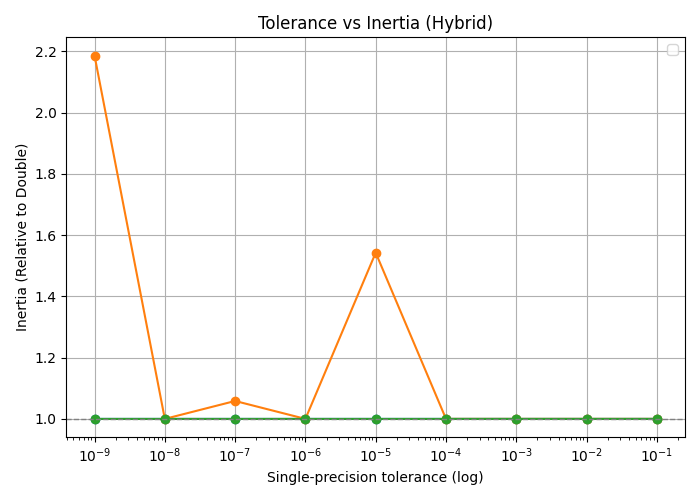 Tolerance vs Inertia (Hybrid)
Inertia (Relative to Double)
2.2
2.0
1.8
1.6
1.4
1.2
1.0
10⁻⁹ 10⁻⁸ 10⁻⁷ 10⁻⁶ 10⁻⁵ 10⁻⁴ 10⁻³ 10⁻² 10⁻¹
Single-precision tolerance (log)